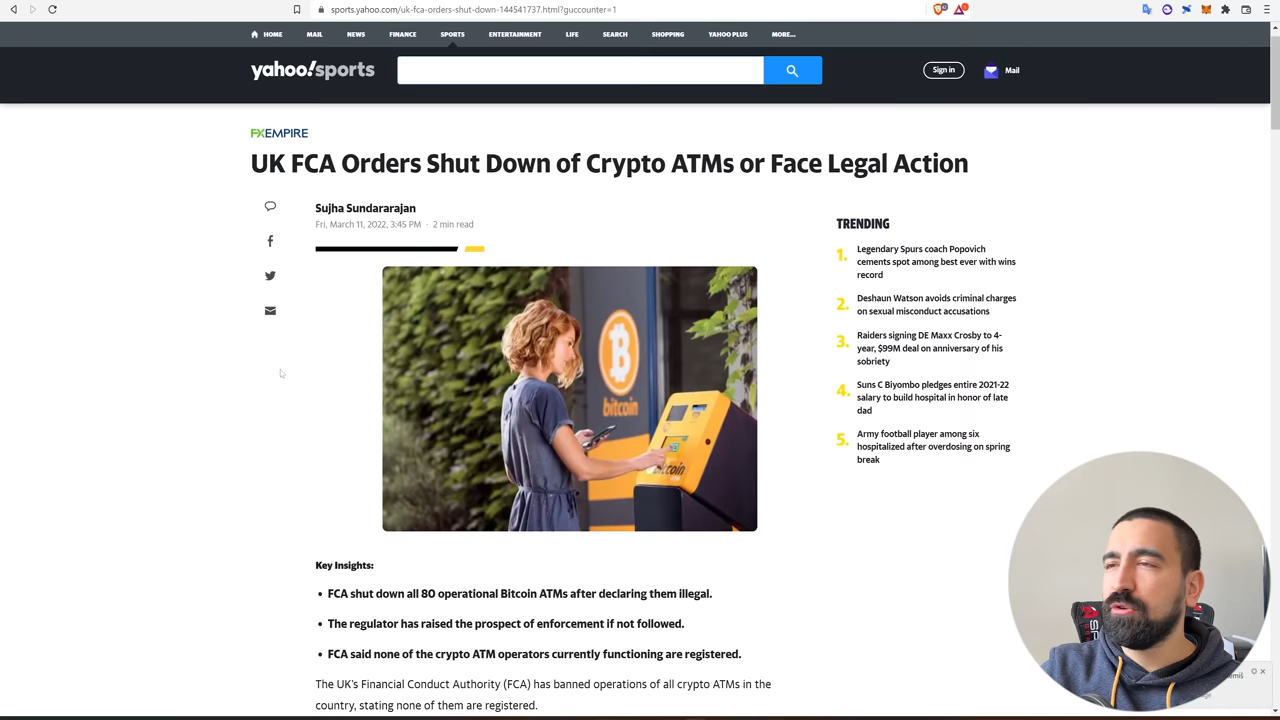 sports.yahoo.com/uk-fca-orders-shut-down-144541737.html?guccounter=1
HOME MAIL NEWS FINANCE SPORTS ENTERTAINMENT LIFE SEARCH SHOPPING YAHOO PLUS MORE...
yahoo!sports
Sign in
Mail
FXEMPIRE
UK FCA Orders Shut Down of Crypto ATMs or Face Legal Action
Sujha Sundararajan
Fri, March 11, 2022, 3:45 PM · 2 min read
bitcoin
bitcoin
TRENDING
1. Legendary Spurs coach Popovich
cements spot among best ever with wins
record
2. Deshaun Watson avoids criminal charges
on sexual misconduct accusations
3. Raiders signing DE Maxx Crosby to 4-
year, $99M deal on anniversary of his
sobriety
4. Suns C Biyombo pledges entire 2021-22
salary to build hospital in honor of late
dad
5. Army football player among six
hospitalized after overdosing on spring
break
Key Insights:
• FCA shut down all 80 operational Bitcoin ATMs after declaring them illegal.
• The regulator has raised the prospect of enforcement if not followed.
• FCA said none of the crypto ATM operators currently functioning are registered.
The UK's Financial Conduct Authority (FCA) has banned operations of all crypto ATMs in the
country, stating none of them are registered.